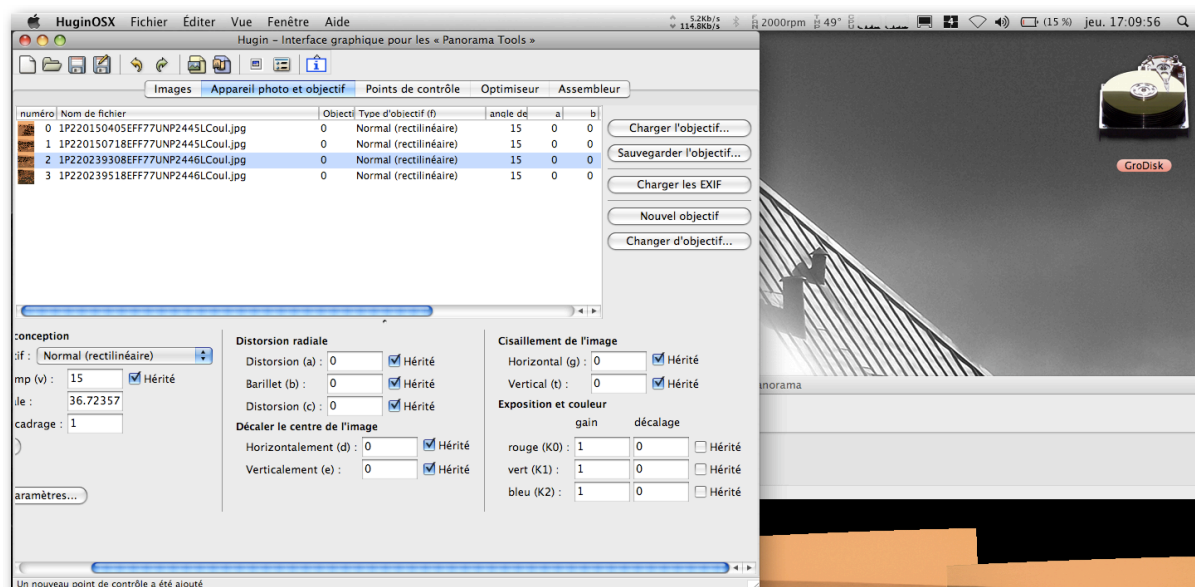 HuginOSX Fichier Éditer Vue Fenêtre Aide
5.2Kb/s
114.8Kb/s
2000rpm 49° 4 (15 %) jeu. 17:09:56
Hugin – Interface graphique pour les « Panorama Tools »
Images Appareil photo et objectif Points de contrôle Optimiseur Assembleur
numéro Nom de fichier Objecti Type d'objectif (f) angle de a b
0 1P220150405EFF77UNP2445LCoul.jpg 0 Normal (rectilinéaire) 15 0 0
1 1P220150718EFF77UNP2445LCoul.jpg 0 Normal (rectilinéaire) 15 0 0
2 1P220239308EFF77UNP2446LCoul.jpg 0 Normal (rectilinéaire) 15 0 0
3 1P220239518EFF77UNP2446LCoul.jpg 0 Normal (rectilinéaire) 15 0 0
Charger l'objectif...
Sauvegarder l'objectif...
Charger les EXIF
Nouvel objectif
Changer d'objectif...
GroDisk
conception
tif : Normal (rectilinéaire)
mp (v) : 15 Hérité
ale : 36.72357
cadrage : 1
aramètres...
Distorsion radiale
Distorsion (a) : 0 Hérité
Barillet (b) : 0 Hérité
Distorsion (c) : 0 Hérité
Décaler le centre de l'image
Horizontalement (d) : 0 Hérité
Verticalement (e) : 0 Hérité
Cisaillement de l'image
Horizontal (g) : 0 Hérité
Vertical (t) : 0 Hérité
Exposition et couleur
gain décalage
rouge (K0) : 1 0 Hérité
vert (K1) : 1 0 Hérité
bleu (K2) : 1 0 Hérité
anorama
Un nouveau point de contrôle a été ajouté